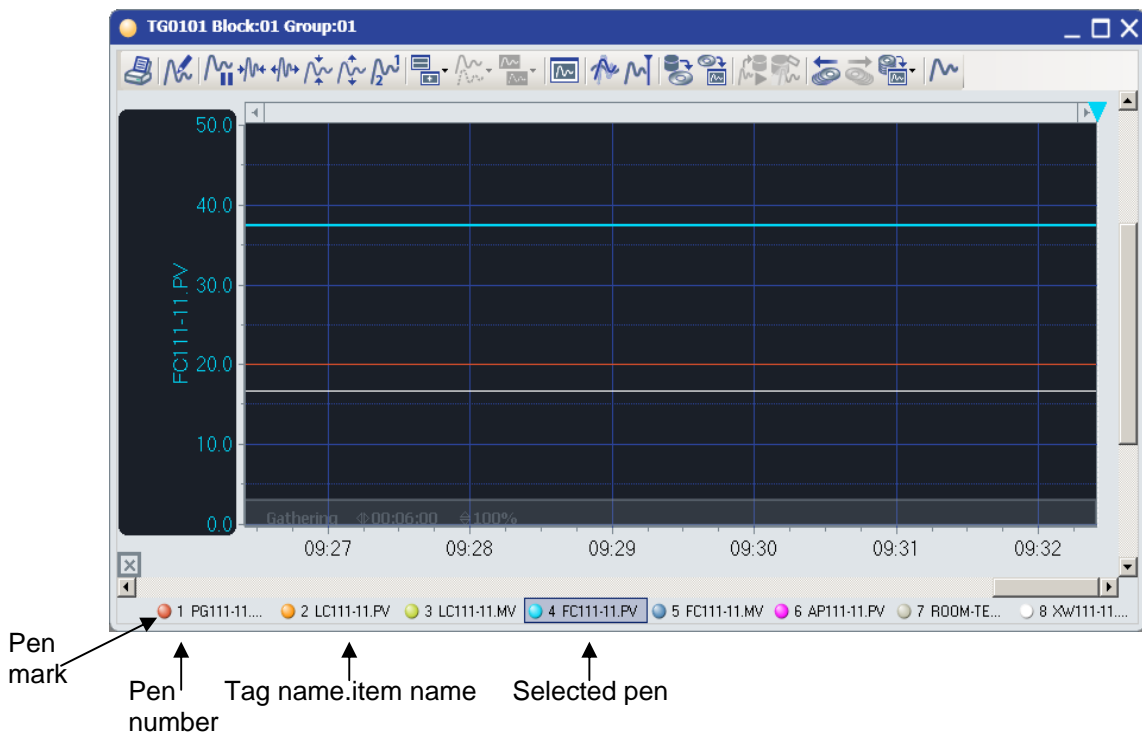 TG0101 Block:01 Group:01
50.0
40.0
30.0
20.0
10.0
0.0
FC111-11.PV
Gathering 00:06:00 100%
09:27 09:28 09:29 09:30 09:31 09:32
1 PG111-11.... 2 LC111-11.PV 3 LC111-11.MV 4 FC111-11.PV 5 FC111-11.MV 6 AP111-11.PV 7 ROOM-TE... 8 XW111-11....
Pen
mark
Pen
number
Tag name.item name
Selected pen